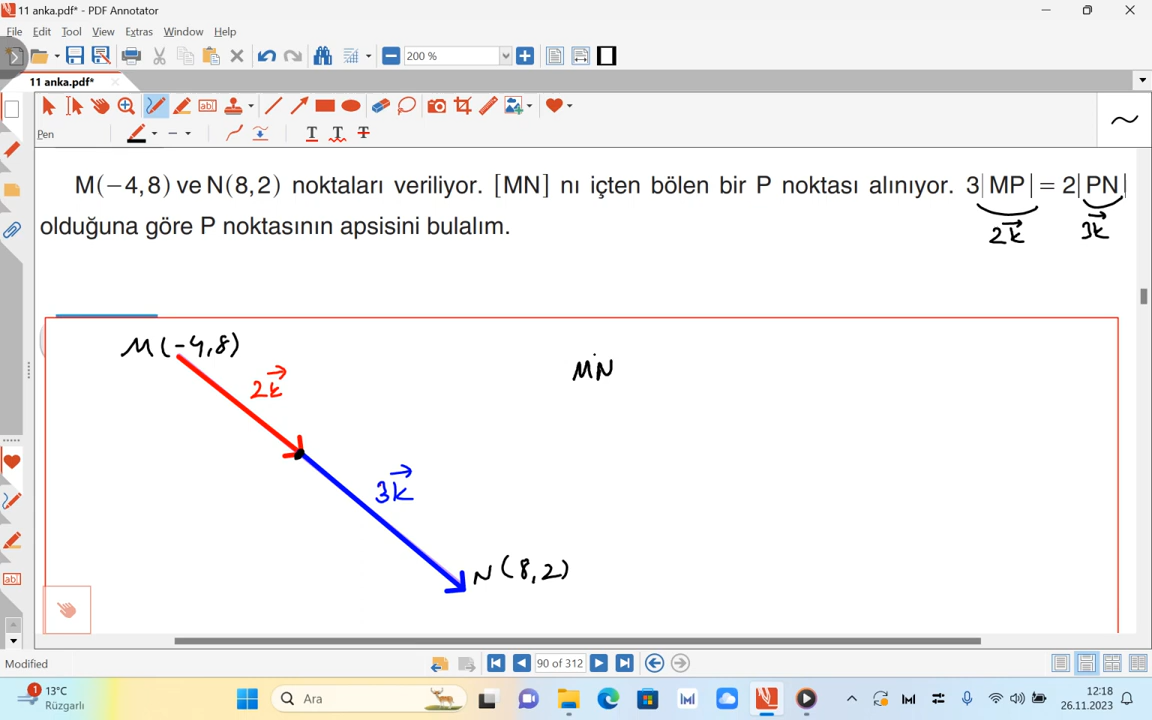 11 anka.pdf* - PDF Annotator
File Edit Tool View Extras Window Help
200 %
11 anka.pdf*
Pen
M(−4,8) ve N(8,2) noktaları veriliyor. [MN] nı içten bölen bir P noktası alınıyor. 3|MP| = 2|PN|
olduğuna göre P noktasının apsisini bulalım.
2k⃗ 3k⃗
M(-4,8)
2k⃗
MN
3k⃗
N(8,2)
90 of 312
Modified
1
13°C
Rüzgarlı
Ara
12:18
26.11.2023